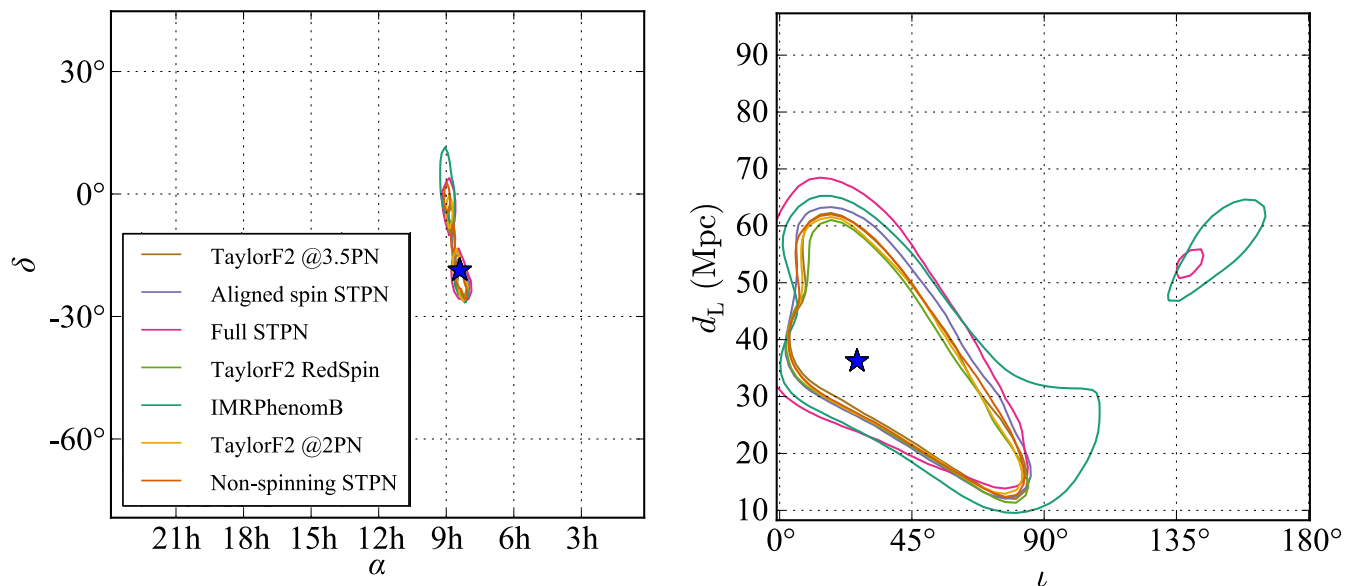 30°
0°
-30°
-60°
δ
TaylorF2 @3.5PN
Aligned spin STPN
Full STPN
TaylorF2 RedSpin
IMRPhenomB
TaylorF2 @2PN
Non-spinning STPN
21h 18h 15h 12h 9h 6h 3h
α
90
80
70
60
50
40
30
20
10
d_L (Mpc)
0° 45° 90° 135° 180°
ι